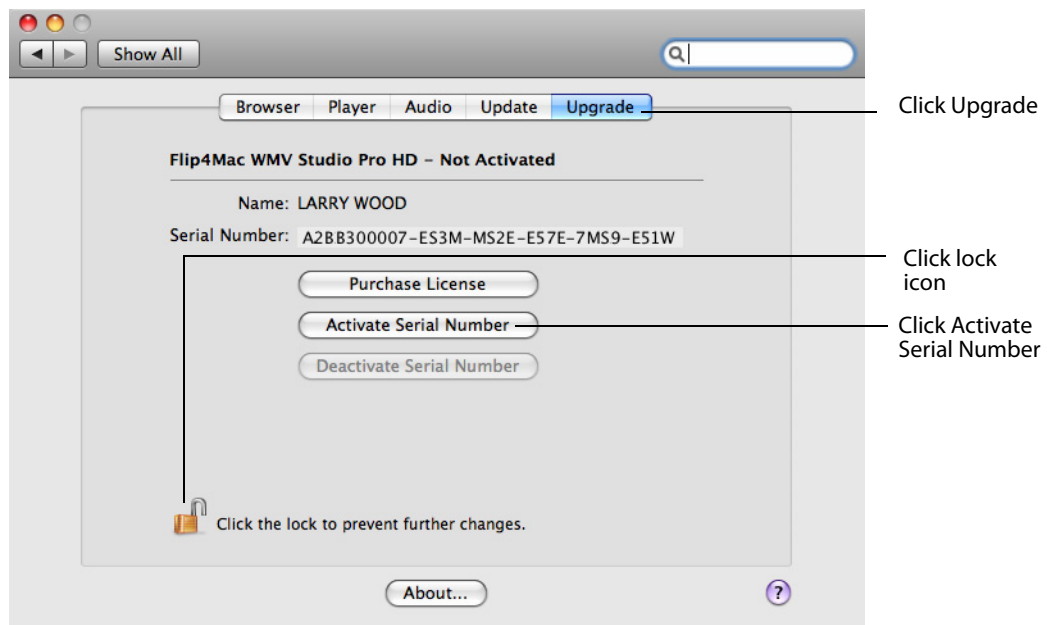 Show All
Browser Player Audio Update Upgrade
Click Upgrade
Flip4Mac WMV Studio Pro HD – Not Activated
Name: LARRY WOOD
Serial Number: A2BB300007-ES3M-MS2E-E57E-7MS9-E51W
Click lock
icon
Purchase License
Activate Serial Number
Click Activate
Serial Number
Deactivate Serial Number
Click the lock to prevent further changes.
About...
?